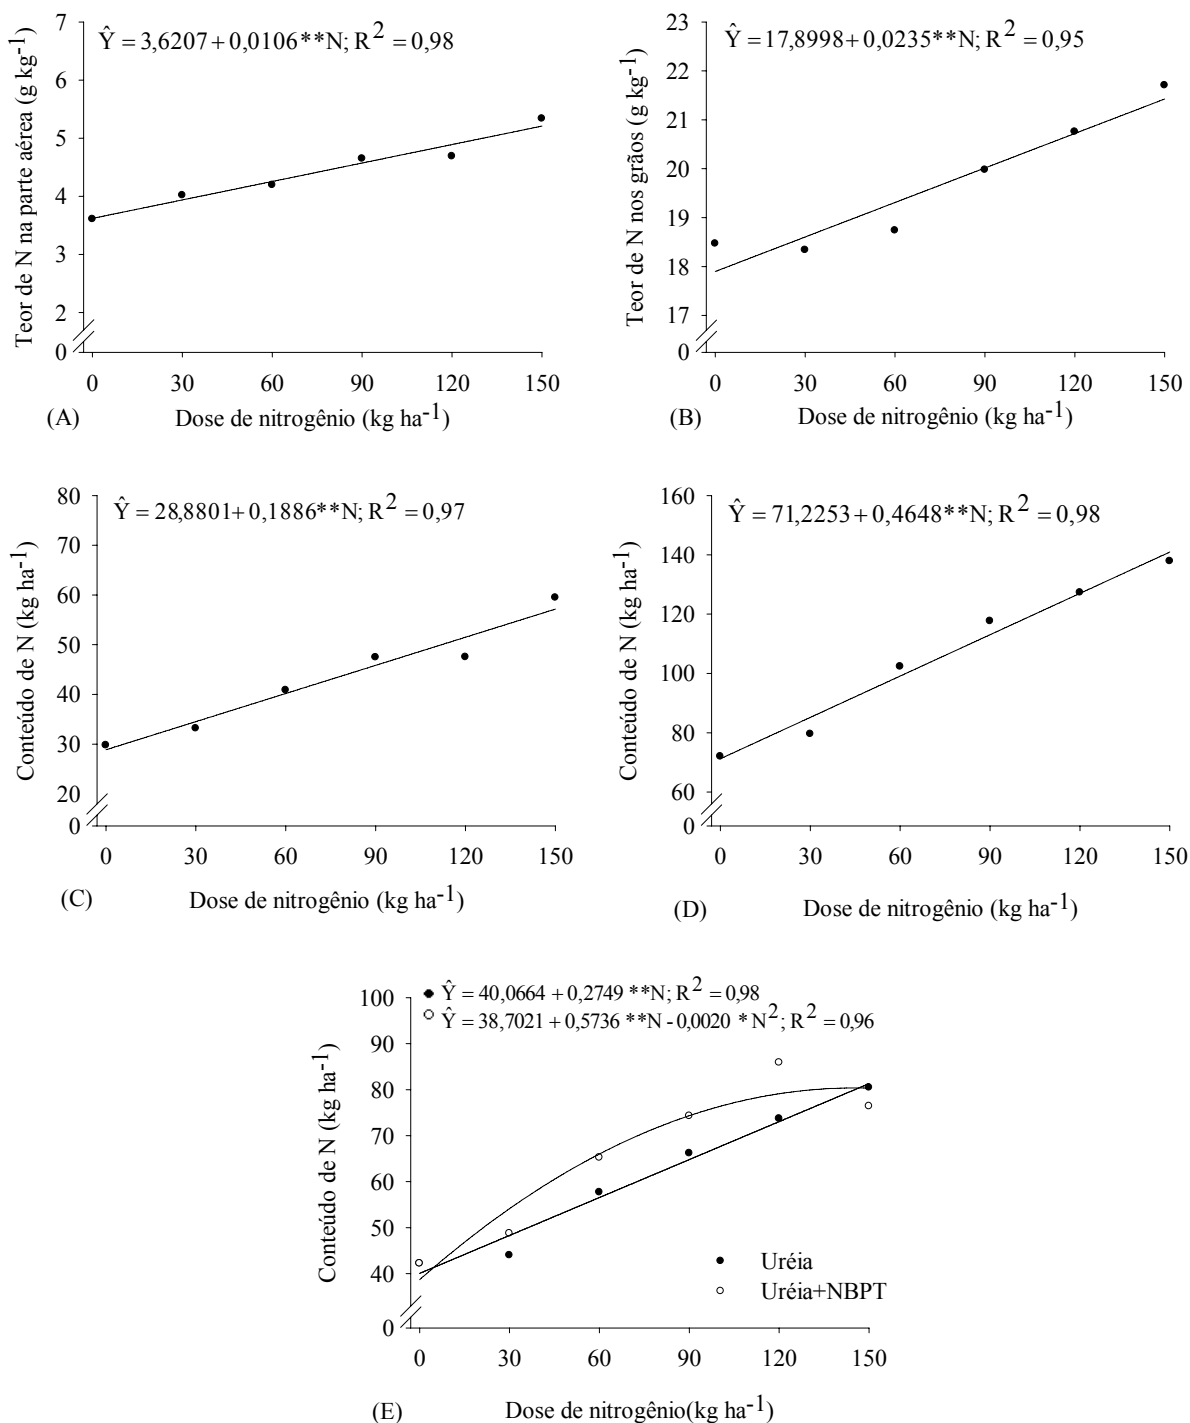 Ŷ = 3,6207 + 0,0106 **N; R² = 0,98
Teor de N na parte aérea (g kg⁻¹)
7
6
5
4
3
2
0
0 30 60 90 120 150
(A) Dose de nitrogênio (kg ha⁻¹)
Ŷ = 17,8998 + 0,0235 **N; R² = 0,95
Teor de N nos grãos (g kg⁻¹)
23
22
21
20
19
18
17
0
0 30 60 90 120 150
(B) Dose de nitrogênio (kg ha⁻¹)
Ŷ = 28,8801 + 0,1886 **N; R² = 0,97
Conteúdo de N (kg ha⁻¹)
80
70
60
50
40
30
20
0
0 30 60 90 120 150
(C) Dose de nitrogênio (kg ha⁻¹)
Ŷ = 71,2253 + 0,4648 **N; R² = 0,98
Conteúdo de N (kg ha⁻¹)
160
140
120
100
80
60
0
0 30 60 90 120 150
(D) Dose de nitrogênio (kg ha⁻¹)
Ŷ = 40,0664 + 0,2749 **N; R² = 0,98
Ŷ = 38,7021 + 0,5736 **N - 0,0020 *N²; R² = 0,96
Conteúdo de N (kg ha⁻¹)
100
90
80
70
60
50
40
0
Uréia
Uréia+NBPT
0 30 60 90 120 150
(E) Dose de nitrogênio(kg ha⁻¹)